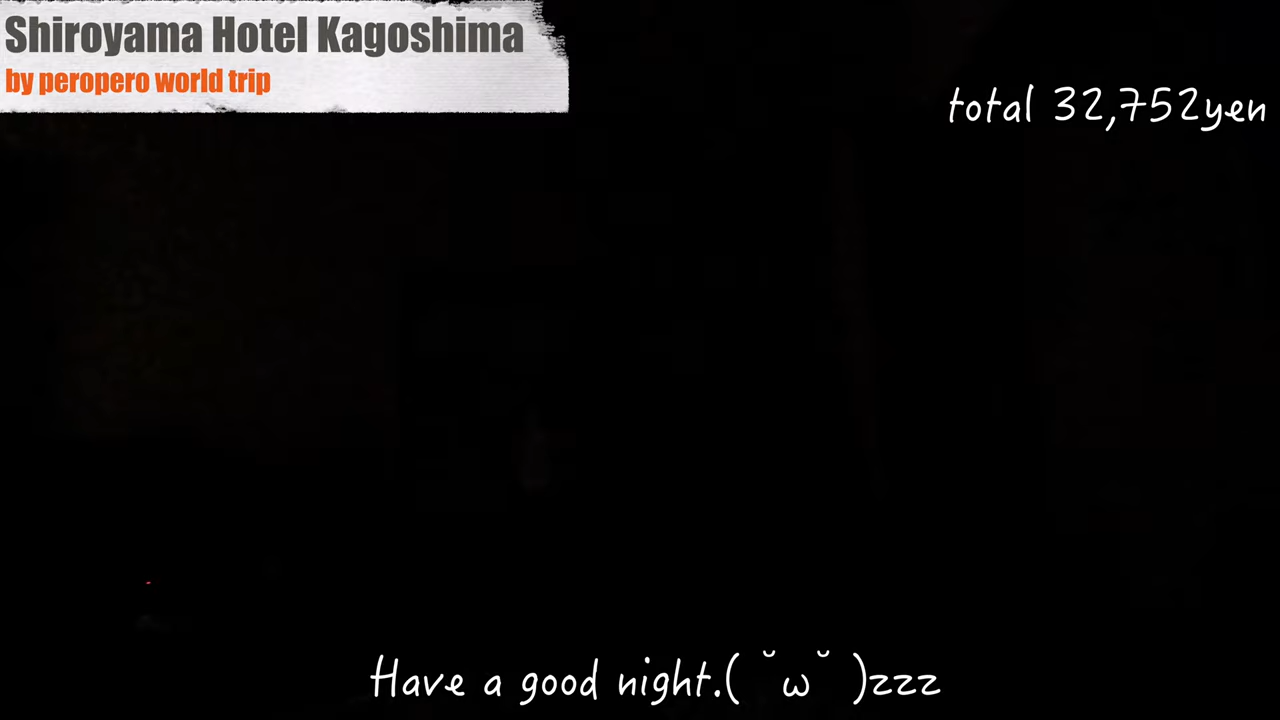 Shiroyama Hotel Kagoshima
by peropero world trip
total 32,752yen
Have a good night.( ˘ω˘ )zzz